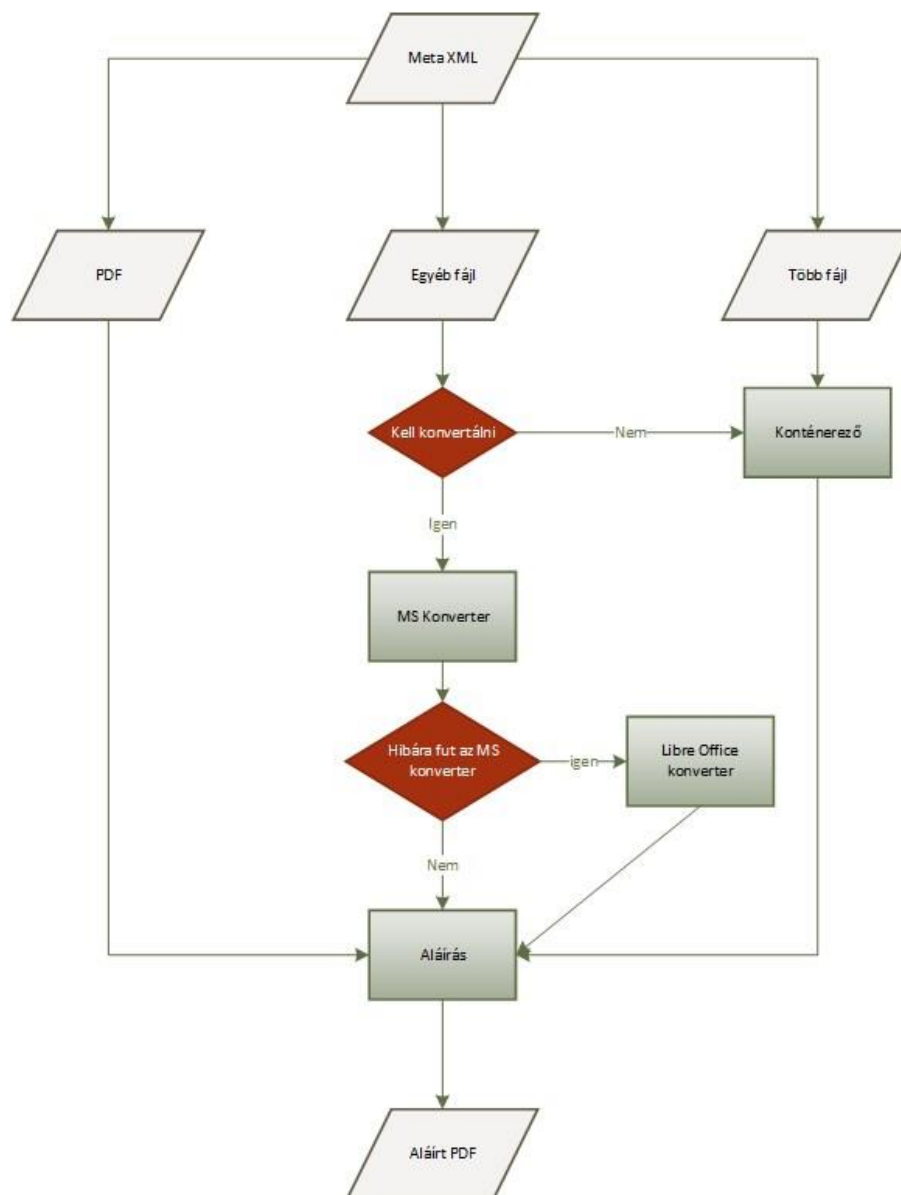 Meta XML
PDF
Egyéb fájl
Több fájl
Kell konvertálni
Nem
Konténerező
Igen
MS Konverter
Hibára fut az MS
konverter
igen
Libre Office
konverter
Nem
Aláírás
Aláírt PDF